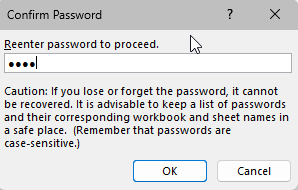 Confirm Password ? ×
Reenter password to proceed.
●●●●
Caution: If you lose or forget the password, it cannot
be recovered. It is advisable to keep a list of passwords
and their corresponding workbook and sheet names in
a safe place.  (Remember that passwords are
case-sensitive.)
OK Cancel